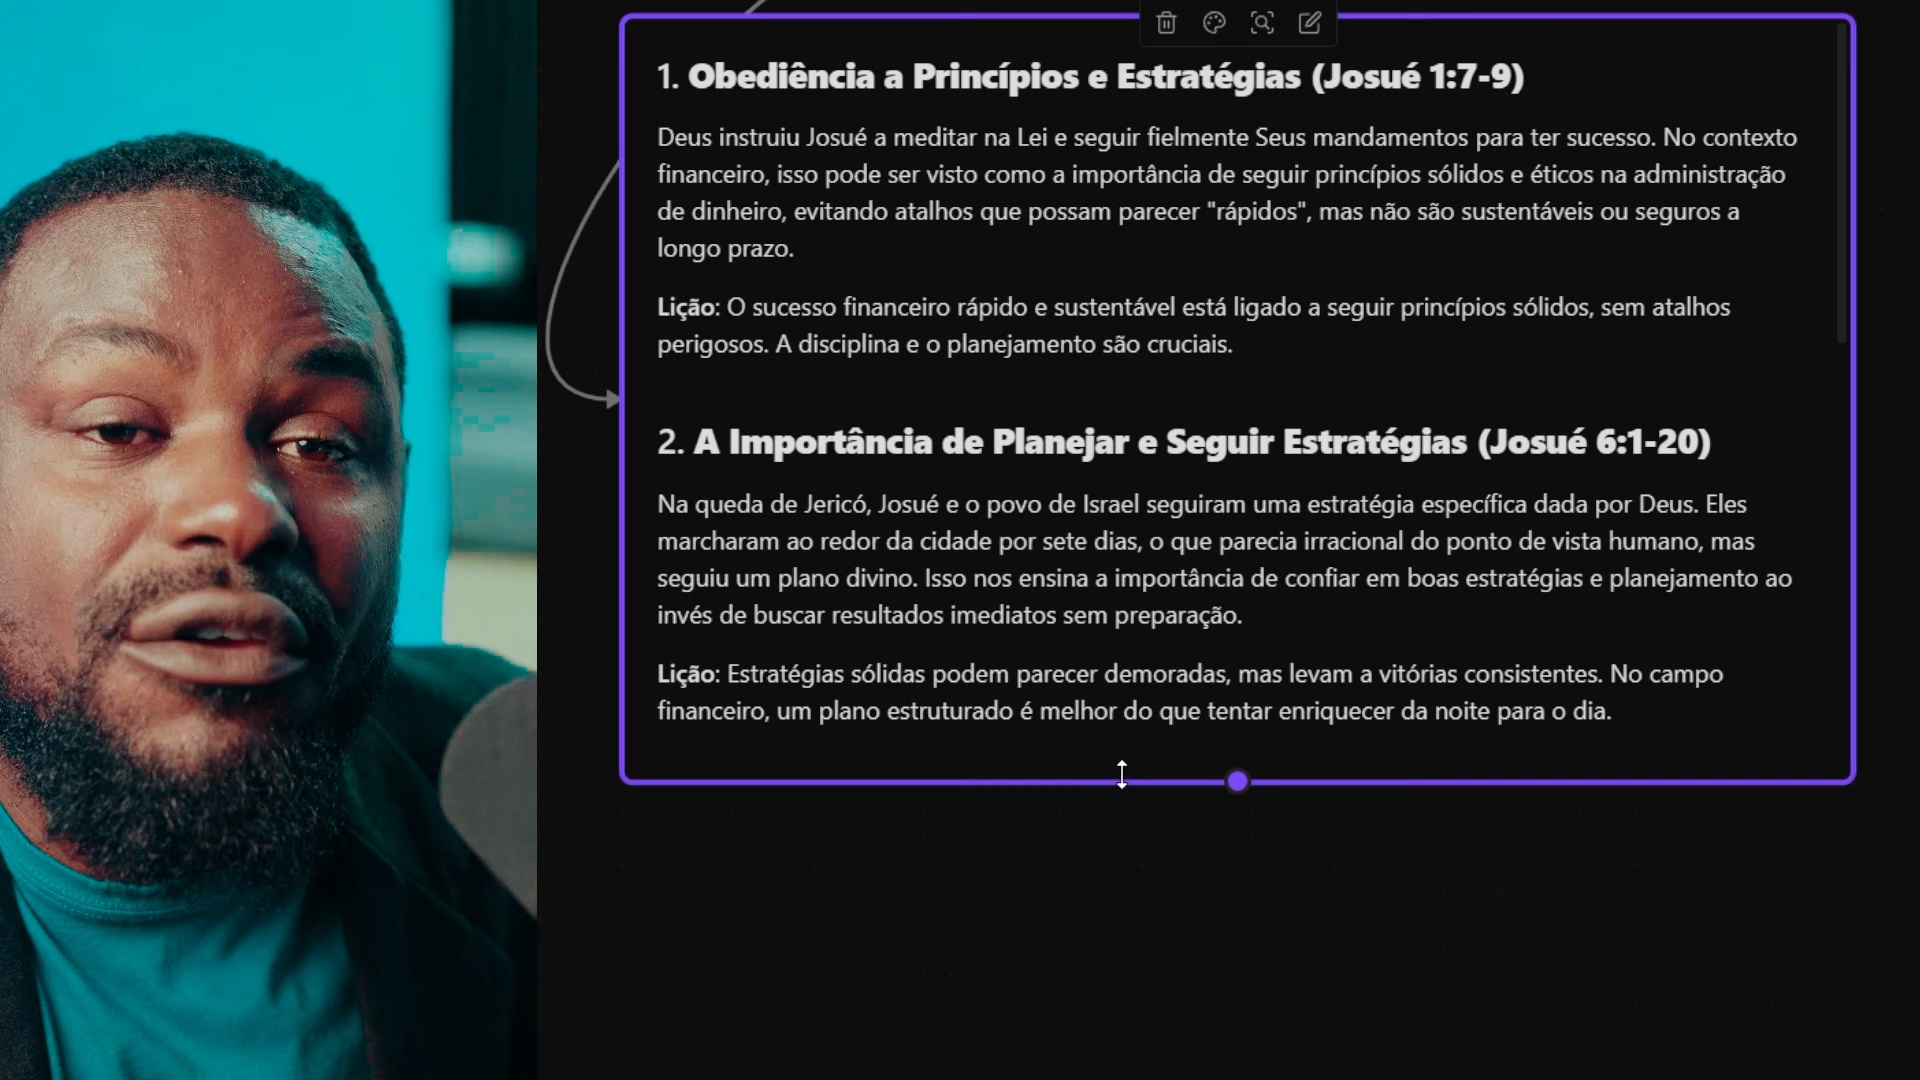 1. Obediência a Princípios e Estratégias (Josué 1:7-9)
Deus instruiu Josué a meditar na Lei e seguir fielmente Seus mandamentos para ter sucesso. No contexto
financeiro, isso pode ser visto como a importância de seguir princípios sólidos e éticos na administração
de dinheiro, evitando atalhos que possam parecer "rápidos", mas não são sustentáveis ou seguros a
longo prazo.
Lição: O sucesso financeiro rápido e sustentável está ligado a seguir princípios sólidos, sem atalhos
perigosos. A disciplina e o planejamento são cruciais.
2. A Importância de Planejar e Seguir Estratégias (Josué 6:1-20)
Na queda de Jericó, Josué e o povo de Israel seguiram uma estratégia específica dada por Deus. Eles
marcharam ao redor da cidade por sete dias, o que parecia irracional do ponto de vista humano, mas
seguiu um plano divino. Isso nos ensina a importância de confiar em boas estratégias e planejamento ao
invés de buscar resultados imediatos sem preparação.
Lição: Estratégias sólidas podem parecer demoradas, mas levam a vitórias consistentes. No campo
financeiro, um plano estruturado é melhor do que tentar enriquecer da noite para o dia.